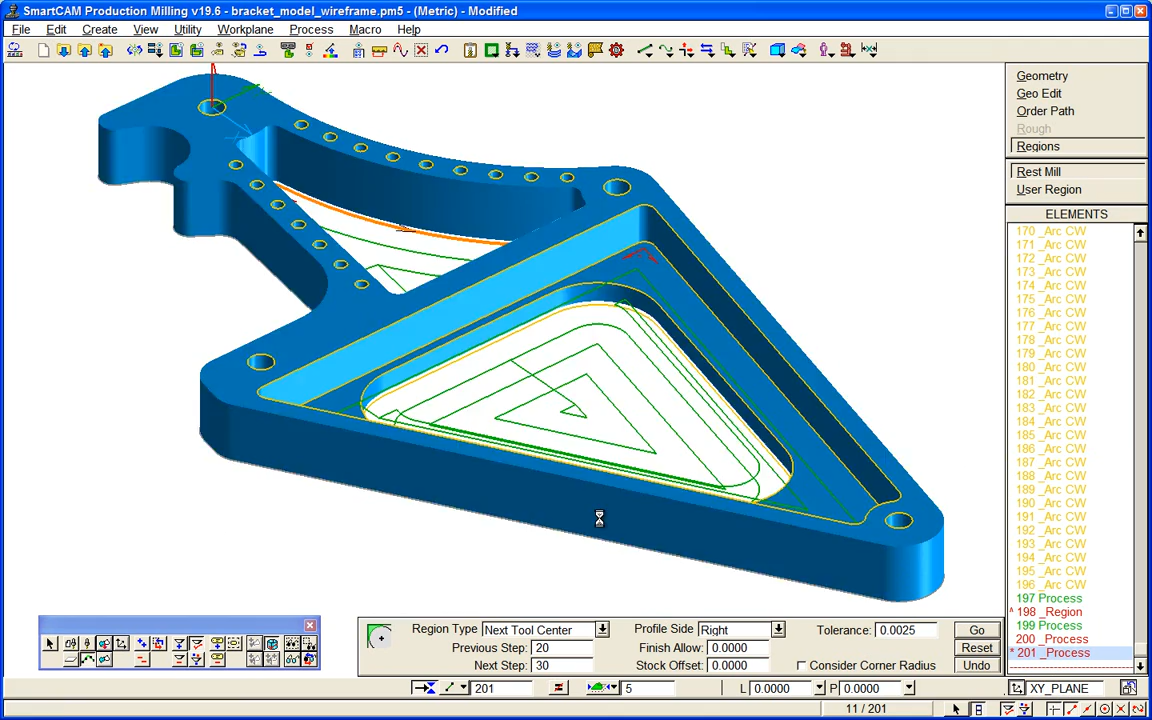 SmartCAM Production Milling v19.6 - bracket_model_wireframe.pm5 - (Metric) - Modified
File Edit Create View Utility Workplane Process Macro Help
Geometry
Geo Edit
Order Path
Rough
Regions
Rest Mill
User Region
ELEMENTS
170 _Arc CW
171 _Arc CW
172 _Arc CW
173 _Arc CW
174 _Arc CW
175 _Arc CW
176 _Arc CW
177 _Arc CW
178 _Arc CW
179 _Arc CW
180 _Arc CW
181 _Arc CW
182 _Arc CW
183 _Arc CW
184 _Arc CW
185 _Arc CW
186 _Arc CW
187 _Arc CW
188 _Arc CW
189 _Arc CW
190 _Arc CW
191 _Arc CW
192 _Arc CW
193 _Arc CW
194 _Arc CW
195 _Arc CW
196 _Arc CW
197 Process
^ 198 _Region
199 Process
200 _Process
* 201 _Process
Region Type Next Tool Center Profile Side Right Tolerance: 0.0025 Go
Previous Step: 20 Finish Allow: 0.0000 Reset
Next Step: 30 Stock Offset: 0.0000 Consider Corner Radius Undo
201 5 L 0.0000 P 0.0000 XY_PLANE
11 / 201